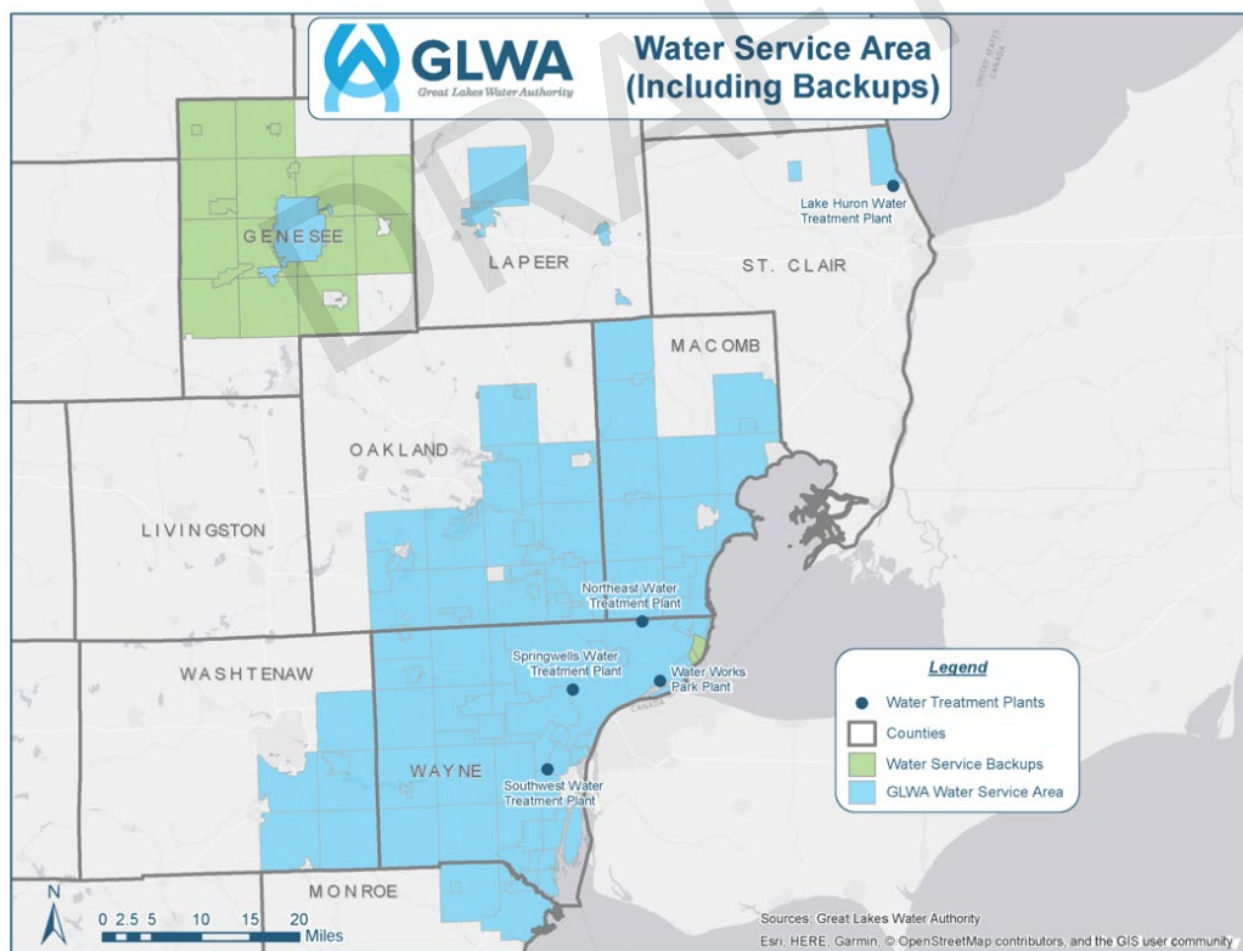 DRAFT
GLWA
Great Lakes Water Authority
Water Service Area
(Including Backups)
UNITED STATES
CANADA
Lake Huron Water
Treatment Plant
GENESEE
LAPEER
ST. CLAIR
MACOMB
OAKLAND
LIVINGSTON
Northeast Water
Treatment Plant
WASHTENAW
Springwells Water
Treatment Plant
Water Works
Park Plant
CANADA
WAYNE
Southwest Water
Treatment Plant
MONROE
Legend
Water Treatment Plants
Counties
Water Service Backups
GLWA Water Service Area
N
0 2.5 5 10 15 20
Miles
Sources: Great Lakes Water Authority
Esri, HERE, Garmin, © OpenStreetMap contributors, and the GIS user community